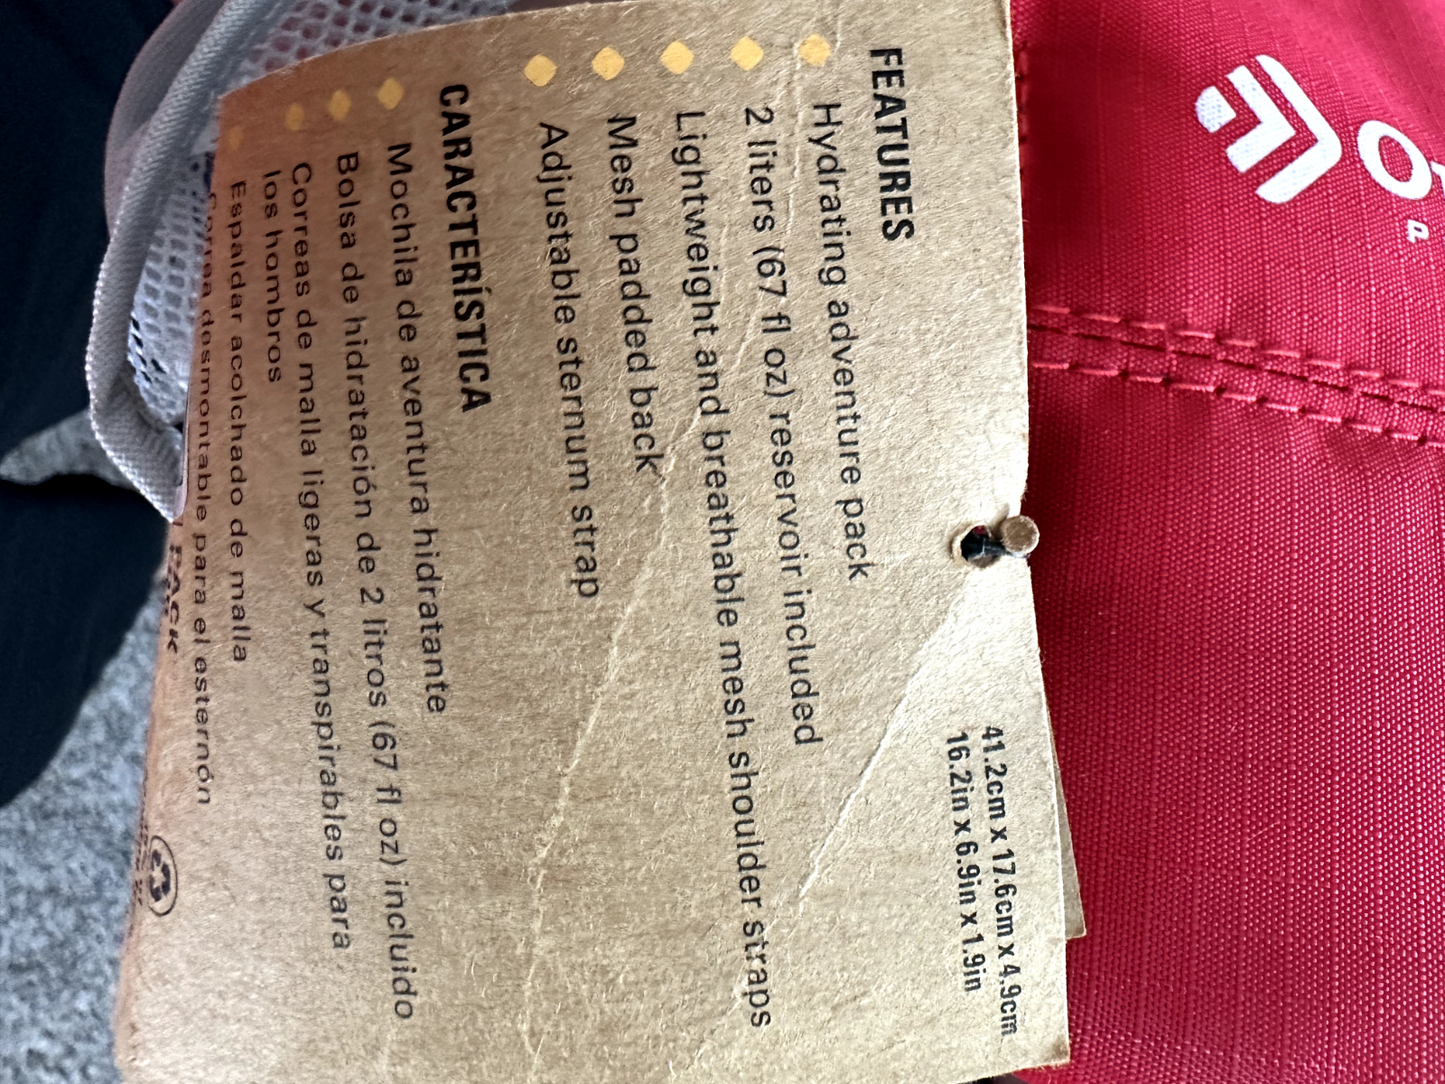 41.2cm x 17.6cm x 4.9cm
16.2in x 6.9in x 1.9in
FEATURES
Hydrating adventure pack
2 liters (67 fl oz) reservoir included
Lightweight and breathable mesh shoulder straps
Mesh padded back
Adjustable sternum strap
CARACTERÍSTICA
Mochila de aventura hidratante
Bolsa de hidratación de 2 litros (67 fl oz) incluido
Correas de malla ligeras y transpirables para
los hombros
Espaldar acolchado de malla
Correa desmontable para el esternón
PACK